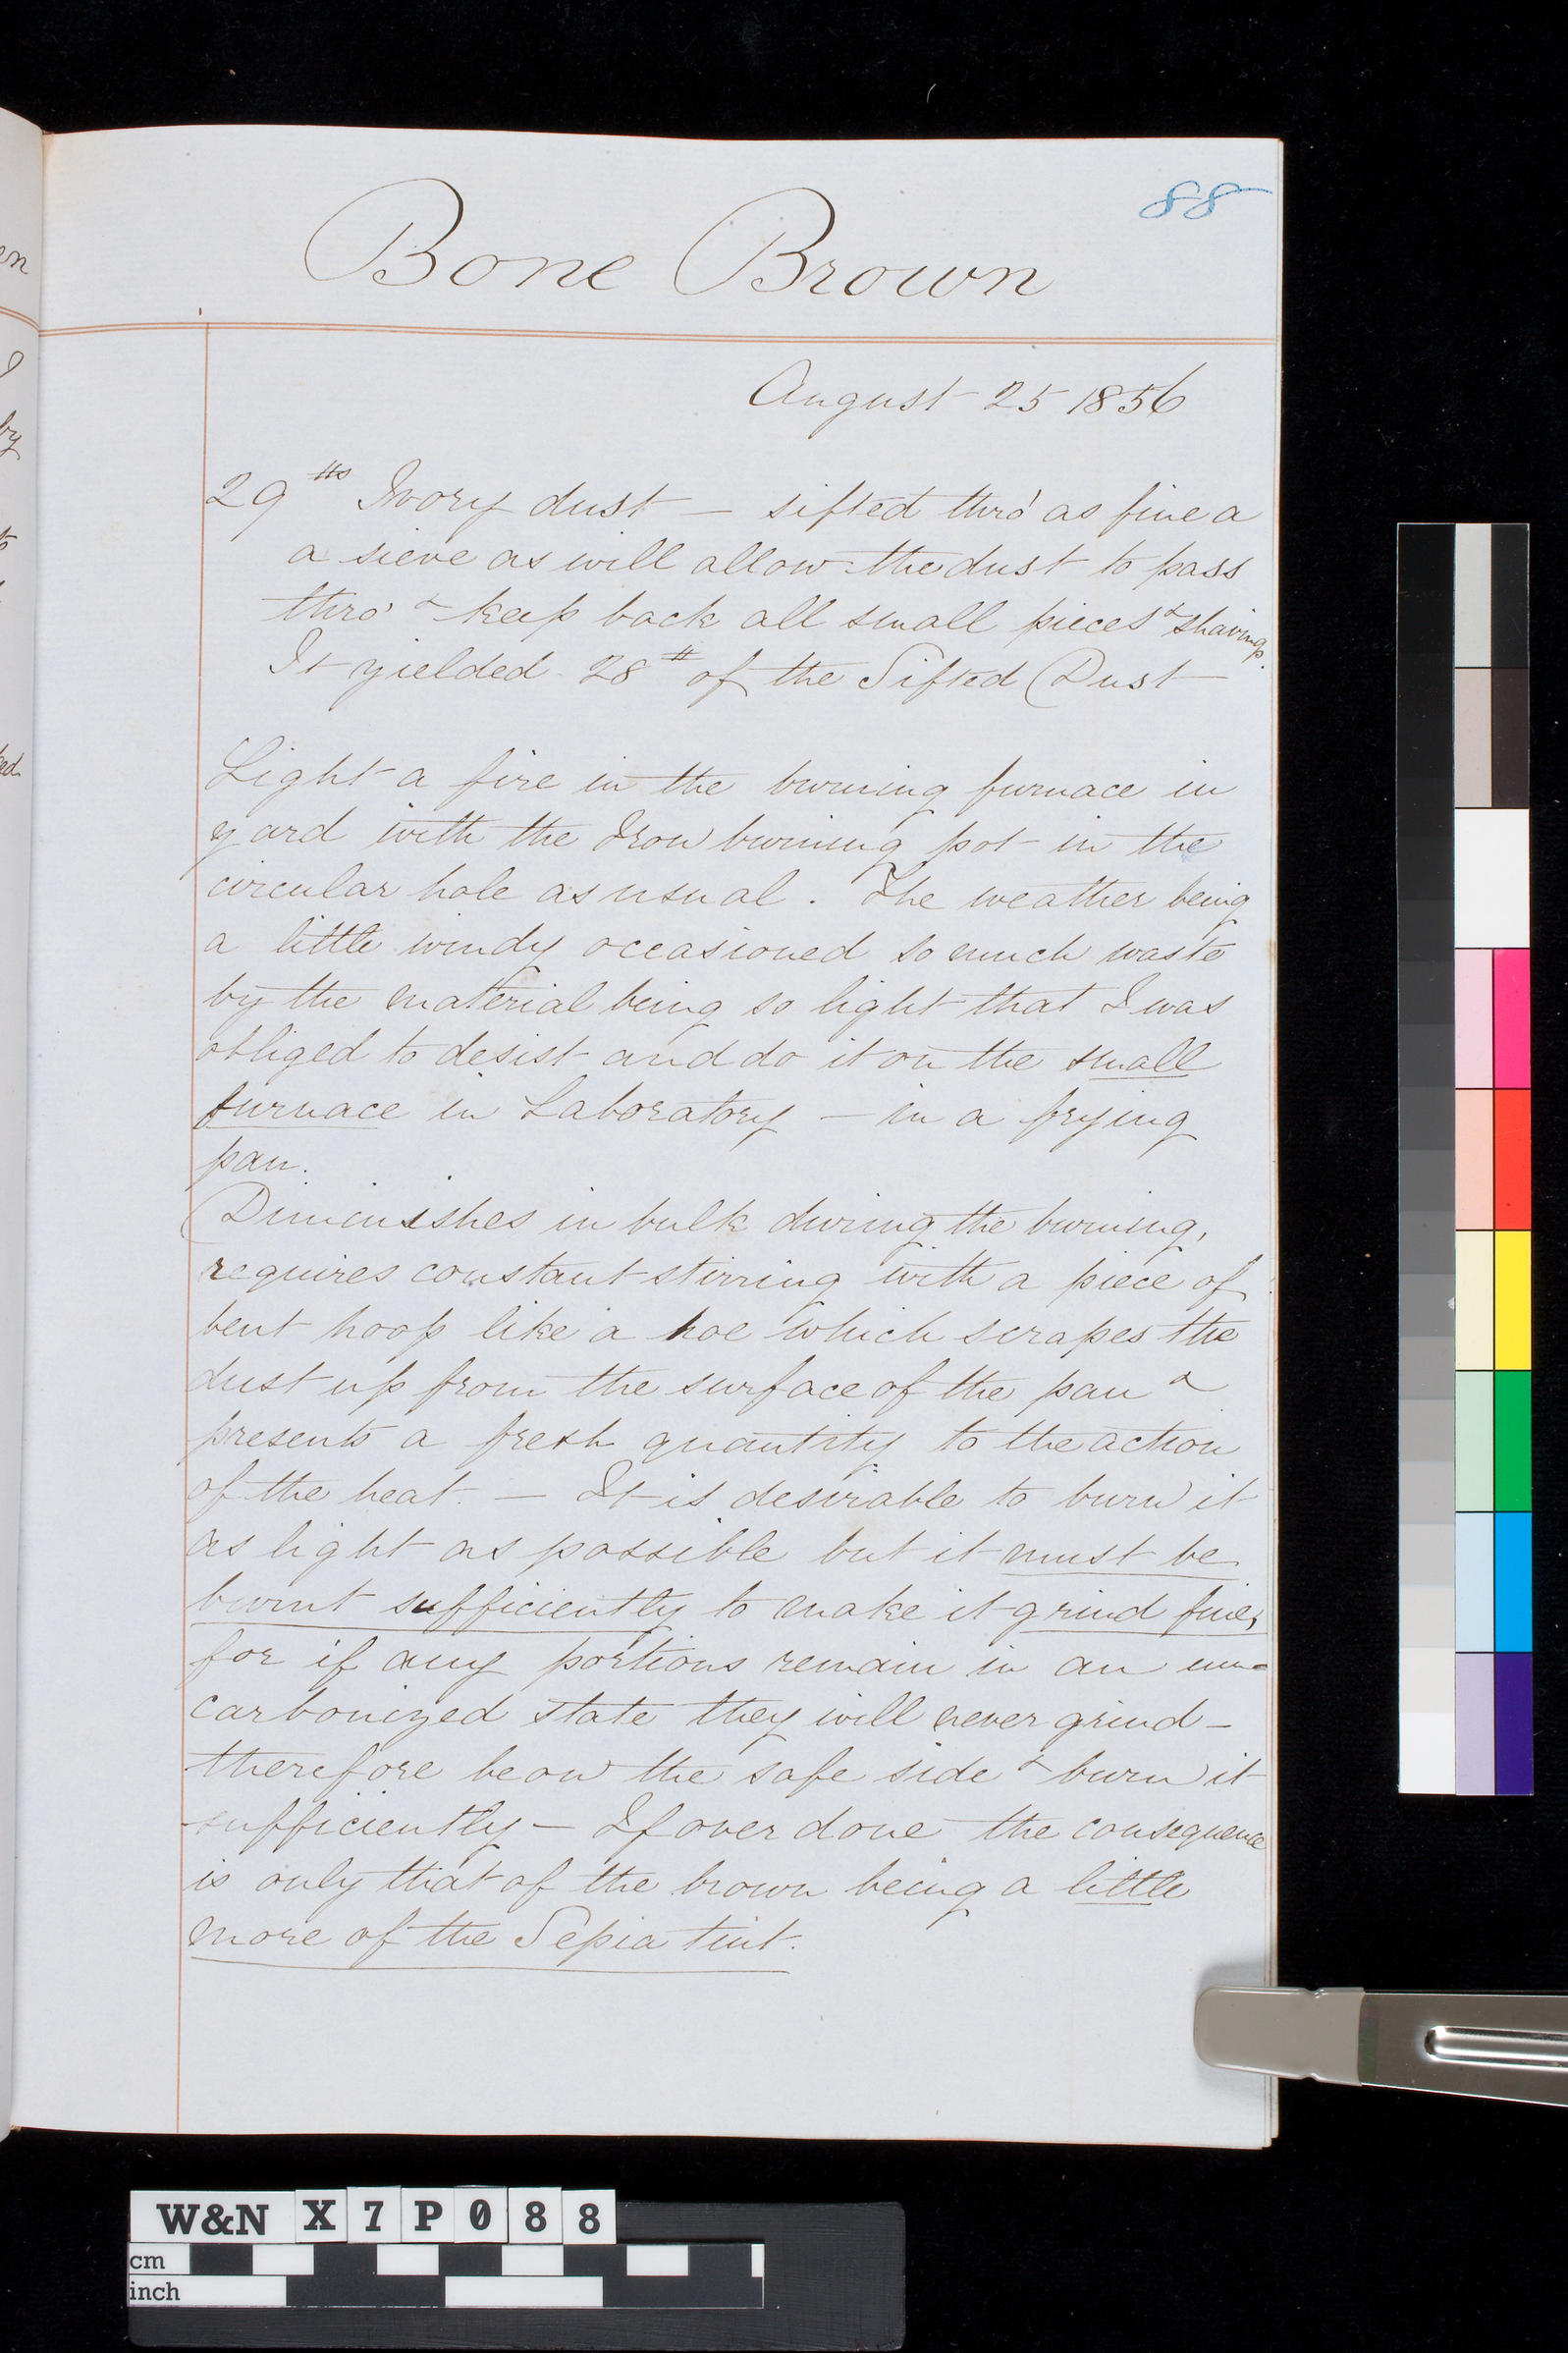 88
Bone Brown
August 25 1856
29 lbs Ivory dust — sifted thro' as fine a
a sieve as will allow the dust to pass
thro' & keep back all small pieces & shavings.
It yielded 28 lb of the Sifted Dust —
Light a fire in the burning furnace in
yard with the Iron burning pot in the
circular hole as usual. The weather being
a little windy occasioned so much waste
by the material being so light that I was
obliged to desist and do it on the small
furnace in Laboratory — in a frying
pan.
Diminishes in bulk during the burning,
requires constant stirring with a piece of
bent hoop like a hoe which scrapes the
dust up from the surface of the pan &
presents a fresh quantity to the action
of the heat. — It is desirable to burn it
as light as possible but it must be
burnt sufficiently to make it grind fine,
for if any portions remain in an un=
carbonized state they will never grind —
therefore be on the safe side & burn it
sufficiently — If over done the consequence
is only that of the brown being a little
more of the Sepia tint.
en
I
by
to
ked
W&N X7P088
cm
inch